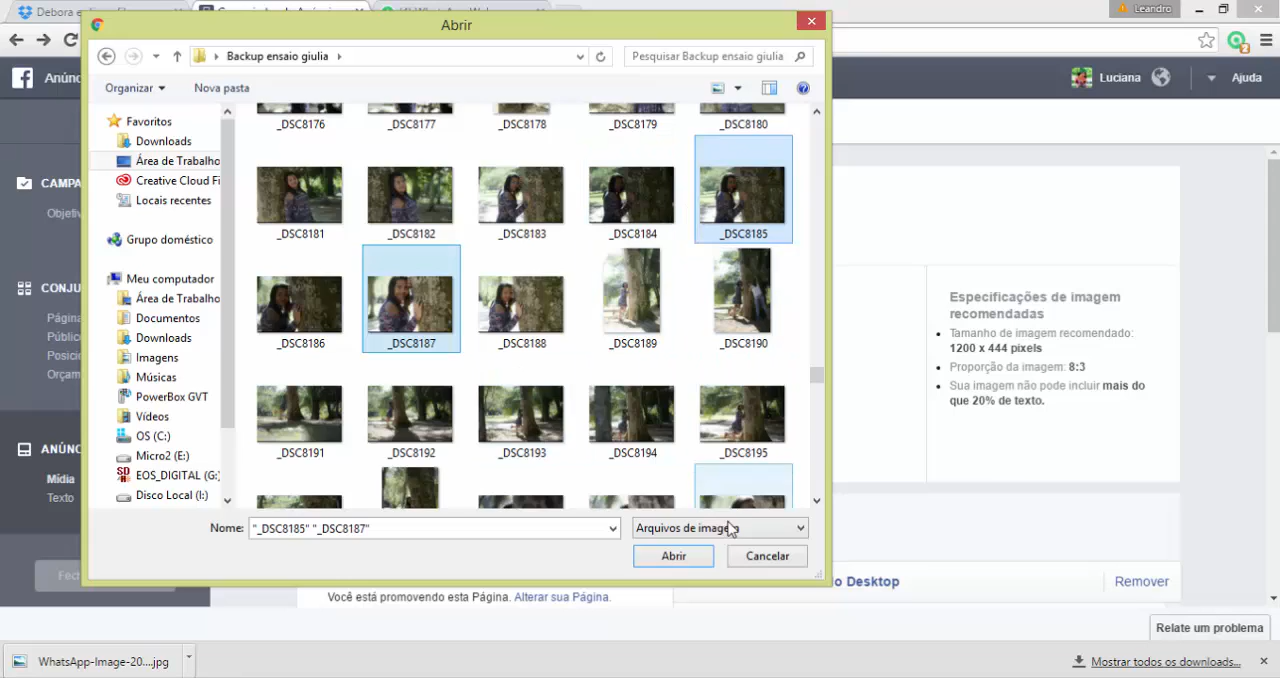 Debora
Leandro
Abrir
Backup ensaio giulia
Pesquisar Backup ensaio giulia
Anúnc
Luciana
Ajuda
Organizar
Nova pasta
_DSC8176
_DSC8177
_DSC8178
_DSC8179
_DSC8180
Favoritos
Downloads
Área de Trabalho
Creative Cloud Fi
Locais recentes
Grupo doméstico
Meu computador
Área de Trabalho
Documentos
Downloads
Imagens
Músicas
PowerBox GVT
Vídeos
OS (C:)
Micro2 (E:)
EOS_DIGITAL (G:
Disco Local (I:)
CAMPA
Objeti
CONJU
Página
Públic
Posici
Orçam
ANÚNC
Mídia
Texto
Fech
_DSC8181
_DSC8182
_DSC8183
_DSC8184
_DSC8185
_DSC8186
_DSC8187
_DSC8188
_DSC8189
_DSC8190
_DSC8191
_DSC8192
_DSC8193
_DSC8194
_DSC8195
Especificações de imagem
recomendadas
Tamanho de imagem recomendado:
1200 x 444 pixels
Proporção da imagem: 8:3
Sua imagem não pode incluir mais do
que 20% de texto.
Nome:
"_DSC8185" "_DSC8187"
Arquivos de imagem
Abrir
Cancelar
o Desktop
Remover
Você está promovendo esta Página. Alterar sua Página.
Relate um problema
WhatsApp-Image-20....jpg
Mostrar todos os downloads...